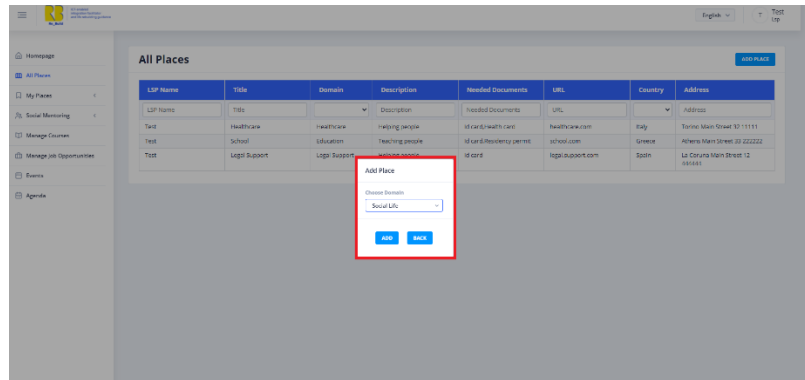 English
T
Test
Lsp
Homepage
All Places
My Places
Social Mentoring
Manage Courses
Manage Job Opportunities
Events
Agenda
All Places
ADD PLACE
LSP Name Title Domain Description Needed Documents URL Country Address
LSP Name Title Description Needed Documents URL Address
Test Healthcare Healthcare Helping people Id card,Health card healthcare.com Italy Torino Main Street 32 11111
Test School Education Teaching people Id card,Residency permit school.com Greece Athens Main Street 33 222222
Test Legal Support Legal Support Helping people Id card legal.support.com Spain La Coruna Main Street 12
Add Place
Choose Domain
Social Life
ADD BACK